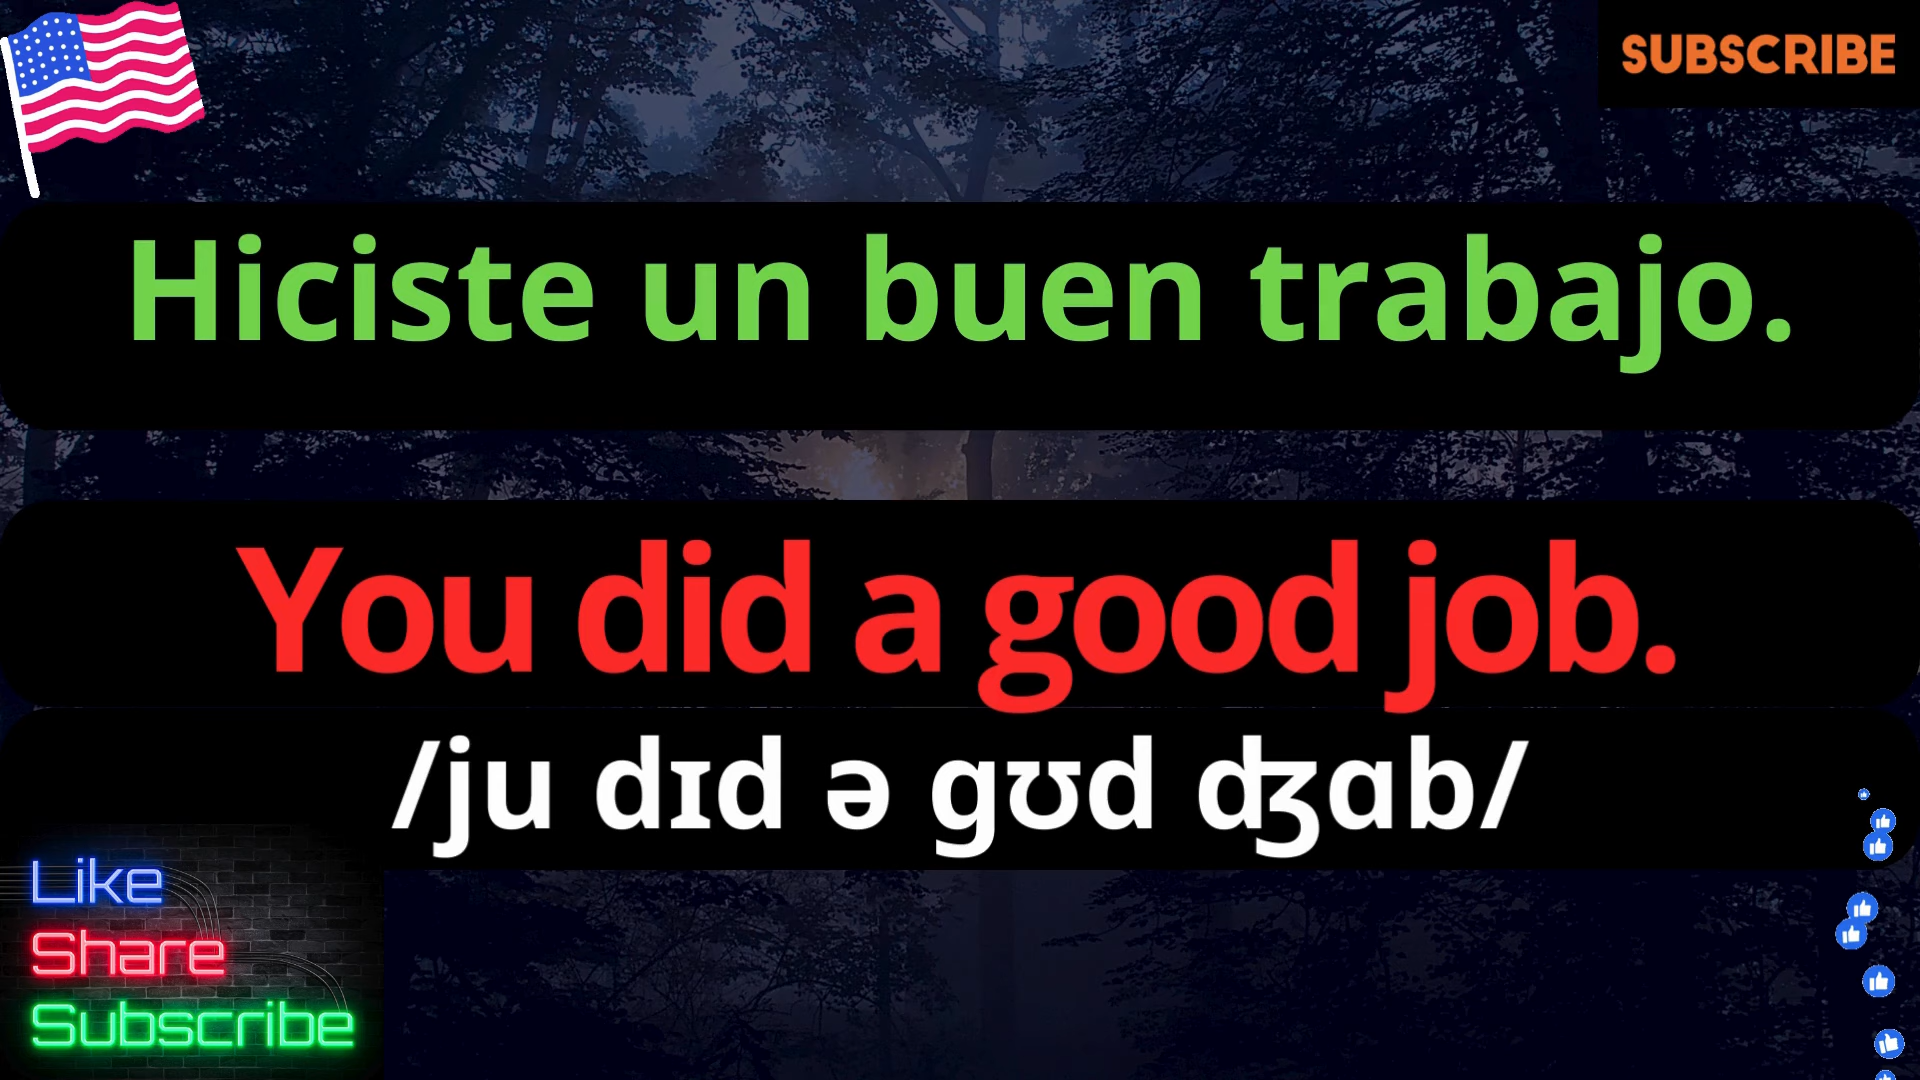 SUBSCRIBE
Hiciste un buen trabajo.
You did a good job.
/ju dɪd ə gʊd ʤɑb/
Like
Share
Subscribe